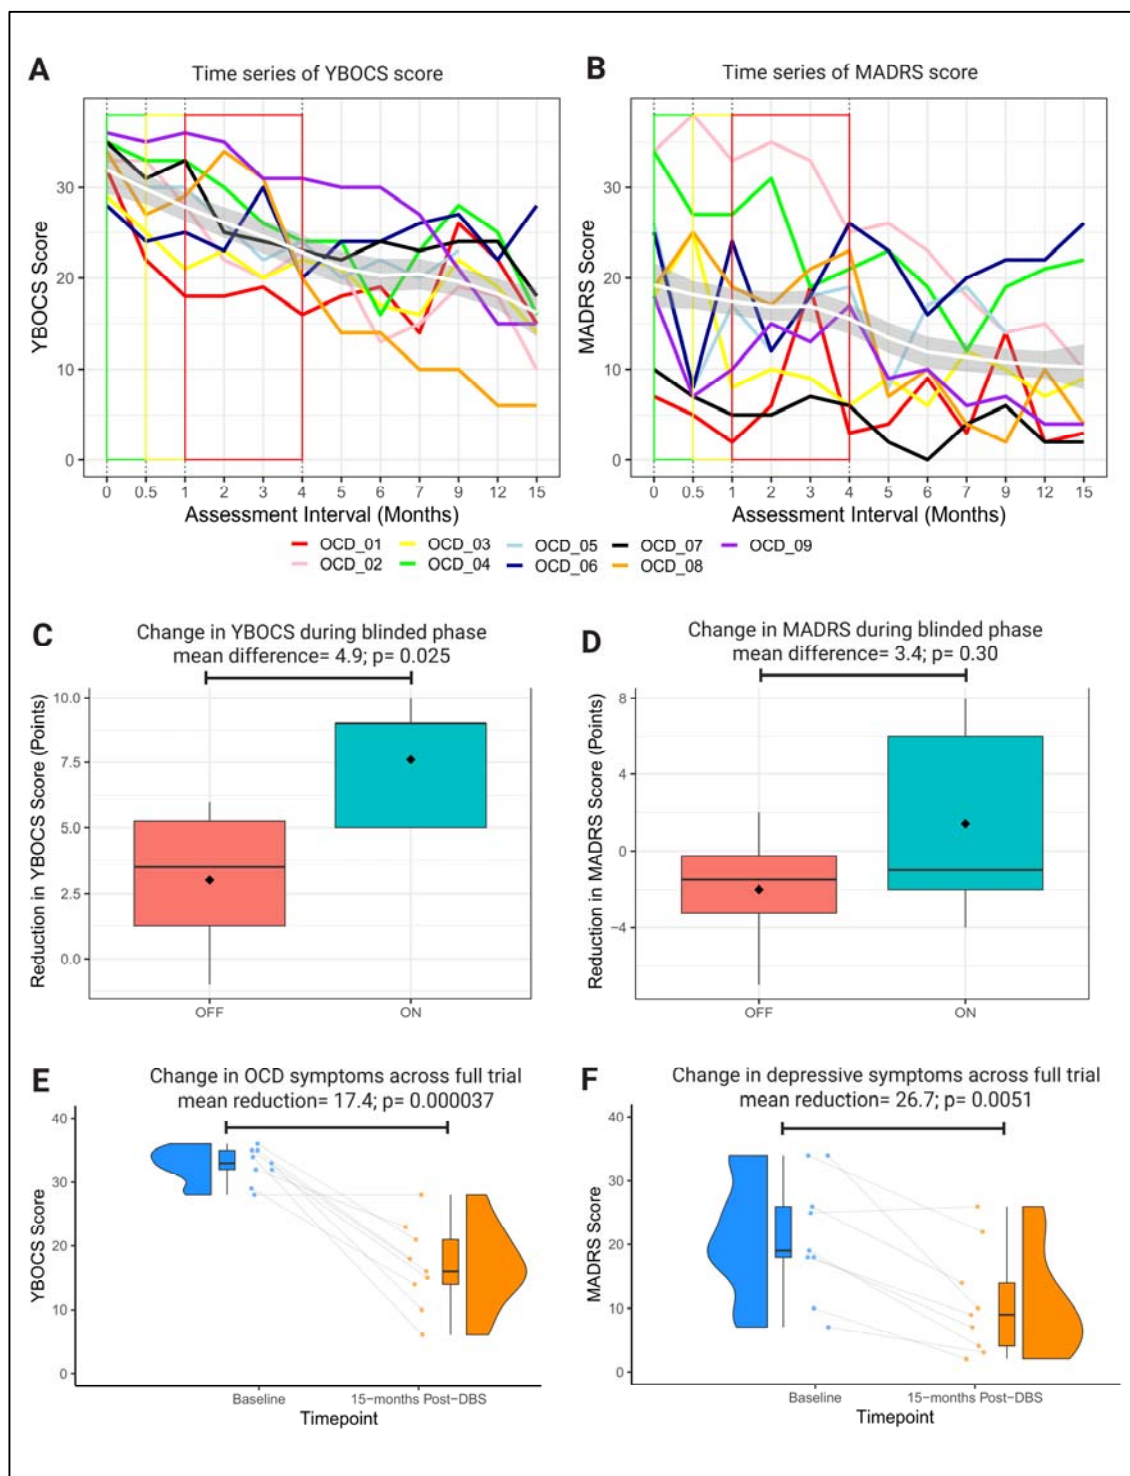 A
Time series of YBOCS score
YBOCS Score
30
20
10
0
0 0.5 1 2 3 4 5 6 7 9 12 15
Assessment Interval (Months)
B
Time series of MADRS score
MADRS Score
30
20
10
0
0 0.5 1 2 3 4 5 6 7 9 12 15
Assessment Interval (Months)
OCD_01 OCD_03 OCD_05 OCD_07 OCD_09
OCD_02 OCD_04 OCD_06 OCD_08
C
Change in YBOCS during blinded phase
mean difference= 4.9; p= 0.025
Reduction in YBOCS Score (Points)
10.0
7.5
5.0
2.5
0.0
OFF ON
D
Change in MADRS during blinded phase
mean difference= 3.4; p= 0.30
Reduction in MADRS Score (Points)
8
4
0
−4
OFF ON
E
Change in OCD symptoms across full trial
mean reduction= 17.4; p= 0.000037
YBOCS Score
40
30
20
10
0
Baseline 15−months Post−DBS
Timepoint
F
Change in depressive symptoms across full trial
mean reduction= 26.7; p= 0.0051
MADRS Score
40
30
20
10
0
Baseline 15−months Post−DBS
Timepoint